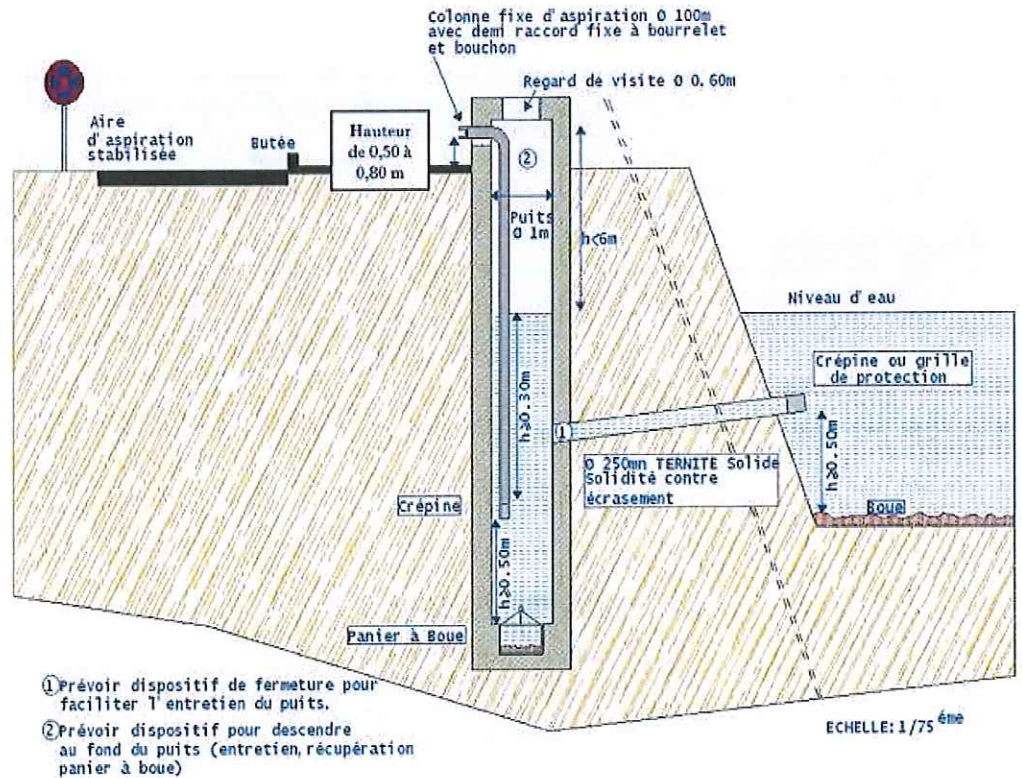 Colonne fixe d'aspiration Ø 100m
avec demi raccord fixe à bourrelet
et bouchon
Regard de visite Ø 0.60m
Aire
d'aspiration
stabilisée
Butée
Hauteur
de 0,50 à
0,80 m
②
Puits
Ø 1m
h<6m
Niveau d'eau
Crépine ou grille
de protection
h≥0.30m
①
h≥0.50m
Ø 250mn TERNITE Solide
Solidité contre
écrasement
Crépine
Boue
h≥0.50m
Panier à Boue
①Prévoir dispositif de fermeture pour
faciliter l'entretien du puits.
②Prévoir dispositif pour descendre
au fond du puits (entretien, récupération
panier à boue)
ECHELLE: 1/75 éme